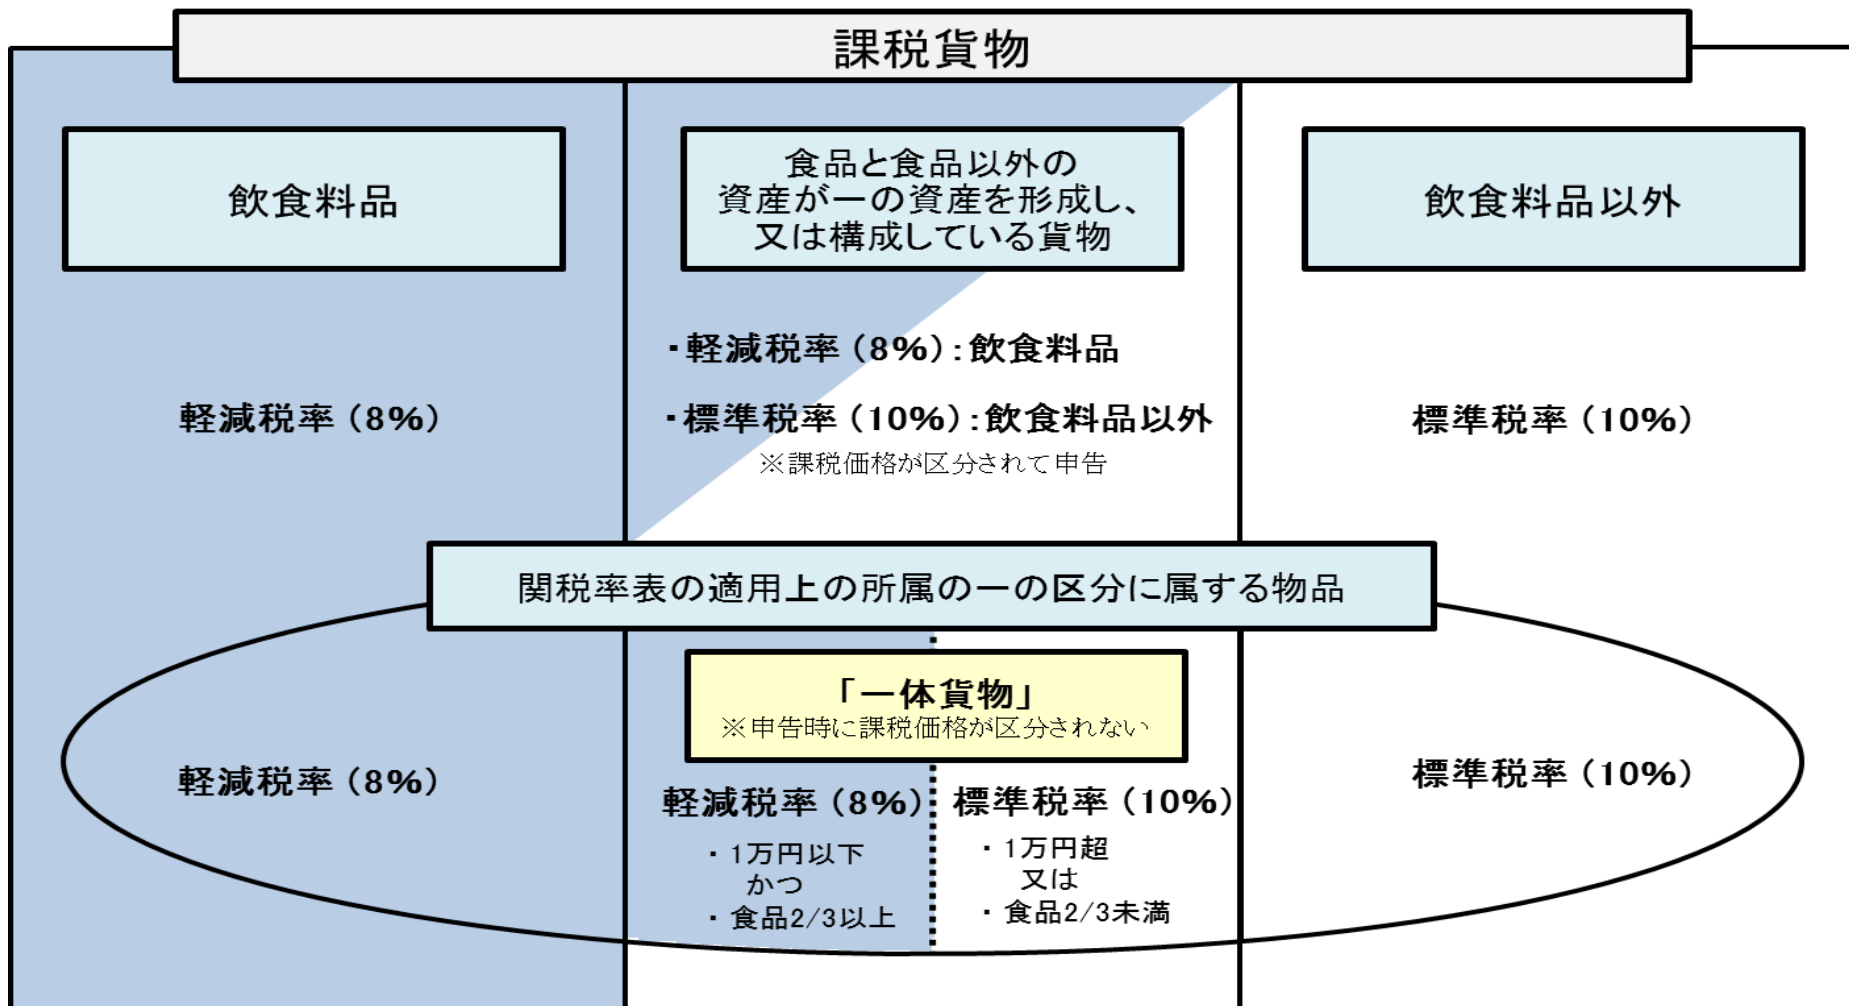 課税貨物
飲食料品
食品と食品以外の
資産が一の資産を形成し、
又は構成している貨物
飲食料品以外
軽減税率（8%）
・軽減税率（8%）：飲食料品
・標準税率（10%）：飲食料品以外
※課税価格が区分されて申告
標準税率（10%）
関税率表の適用上の所属の一の区分に属する物品
「一体貨物」
※申告時に課税価格が区分されない
軽減税率（8%）
軽減税率（8%）
・1万円以下
かつ
・食品2/3以上
標準税率（10%）
・1万円超
又は
・食品2/3未満
標準税率（10%）